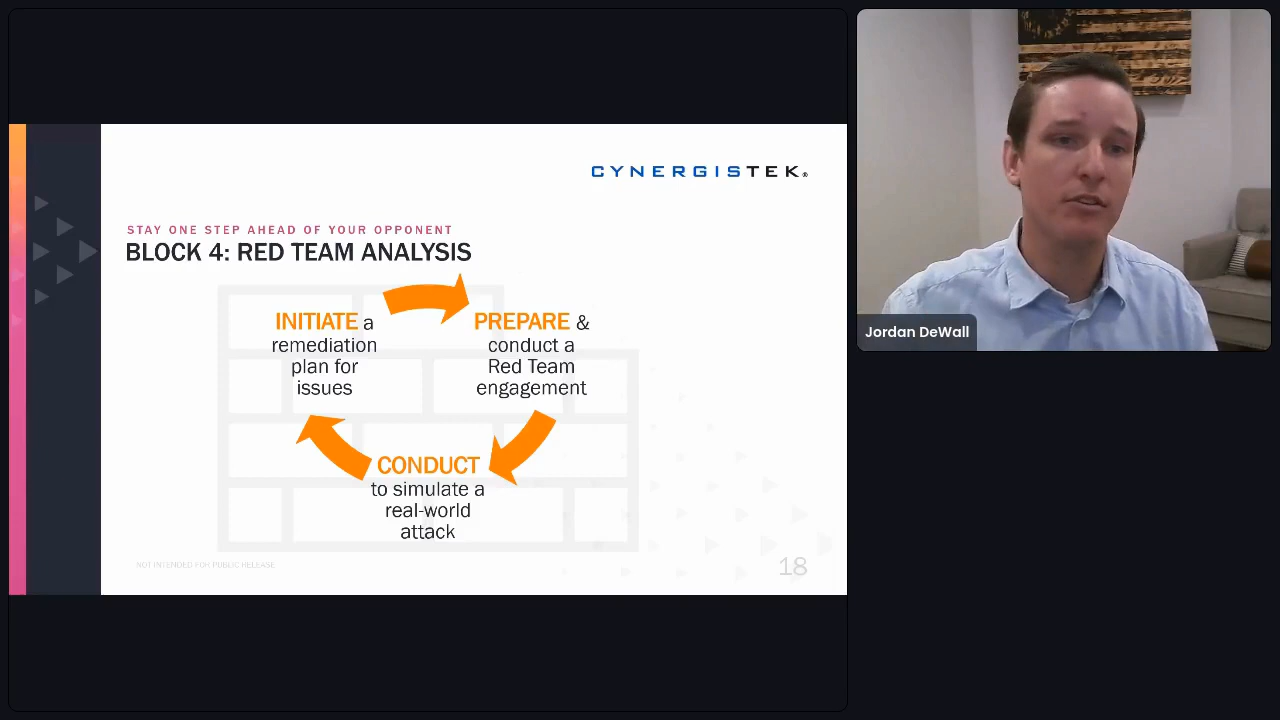 CYNERGISTEK®
STAY ONE STEP AHEAD OF YOUR OPPONENT
BLOCK 4: RED TEAM ANALYSIS
INITIATE a
remediation
plan for
issues
PREPARE &
conduct a
Red Team
engagement
CONDUCT
to simulate a
real-world
attack
NOT INTENDED FOR PUBLIC RELEASE
18
Jordan DeWall